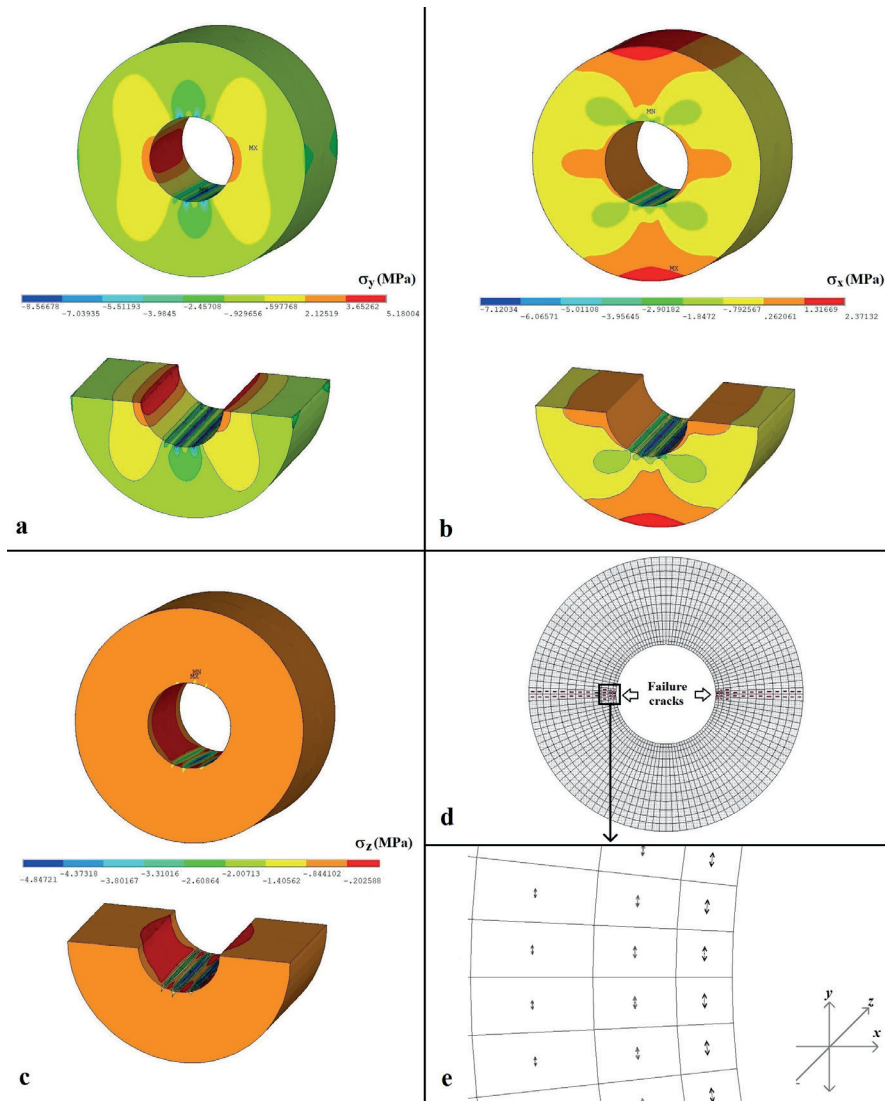 a
MX
MX
σy (MPa)
-8.56678 -5.51193 -2.45708 .597768 3.65262
-7.03935 -3.9845 -.929656 2.12519 5.18004
b
MN
MX
σx (MPa)
-7.12034 -5.01108 -2.90182 -.792567 1.31669
-6.06571 -3.95645 -1.8472 .262061 2.37132
c
MN
MX
σz (MPa)
-4.84721 -4.37318 -3.31016 -2.00713 -.844102
-3.80167 -2.60864 -1.40562 -.202588
d
Failure
cracks
e
y
z
x